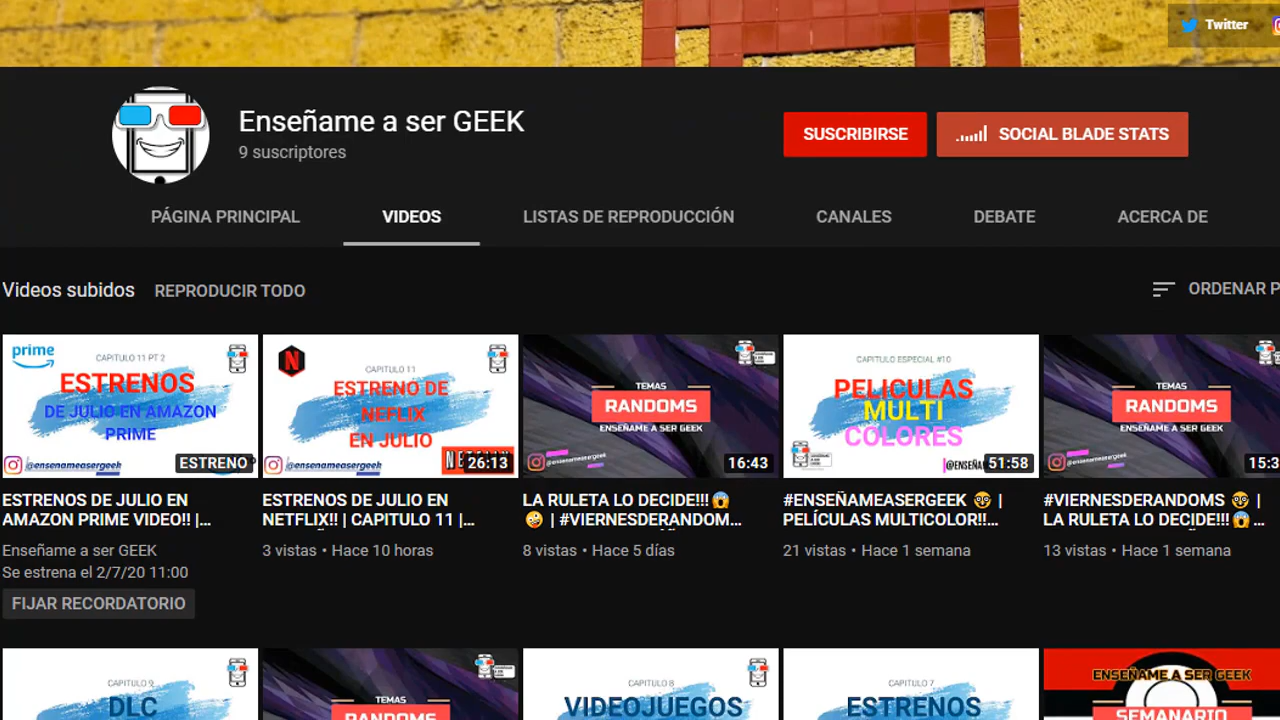 Twitter
Enseñame a ser GEEK
9 suscriptores
SUSCRIBIRSE
SOCIAL BLADE STATS
PÁGINA PRINCIPAL
VIDEOS
LISTAS DE REPRODUCCIÓN
CANALES
DEBATE
ACERCA DE
Videos subidos
REPRODUCIR TODO
ORDENAR P
prime
CAPITULO 11 PT 2
ESTRENOS
DE JULIO EN AMAZON
PRIME
@ensenameasergeek
ESTRENO
N
CAPITULO 11
ESTRENO DE
NEFLIX
EN JULIO
@ensenameasergeek
26:13
TEMAS
RANDOMS
ENSEÑAME A SER GEEK
@ensenameasergeek
16:43
CAPITULO ESPECIAL #10
PELICULAS
MULTI
COLORES
@ENSEÑA
51:58
TEMAS
RANDOMS
ENSEÑAME A SER GEEK
@ensenameasergeek
15:3
ESTRENOS DE JULIO EN
AMAZON PRIME VIDEO!! |...
Enseñame a ser GEEK
Se estrena el 2/7/20 11:00
FIJAR RECORDATORIO
ESTRENOS DE JULIO EN
NETFLIX!! | CAPITULO 11 |...
3 vistas • Hace 10 horas
LA RULETA LO DECIDE!!!😱
🤪 | #VIERNESDERANDOM...
8 vistas • Hace 5 días
#ENSEÑAMEASERGEEK 🤓 |
PELÍCULAS MULTICOLOR!!...
21 vistas • Hace 1 semana
#VIERNESDERANDOMS 🤓 |
LA RULETA LO DECIDE!!!😱...
13 vistas • Hace 1 semana
CAPITULO 9
DLC
TEMAS
RANDOMS
CAPITULO 8
VIDEOJUEGOS
CAPITULO 7
ESTRENOS
ENSEÑAME A SER GEEK
SEMANARIO